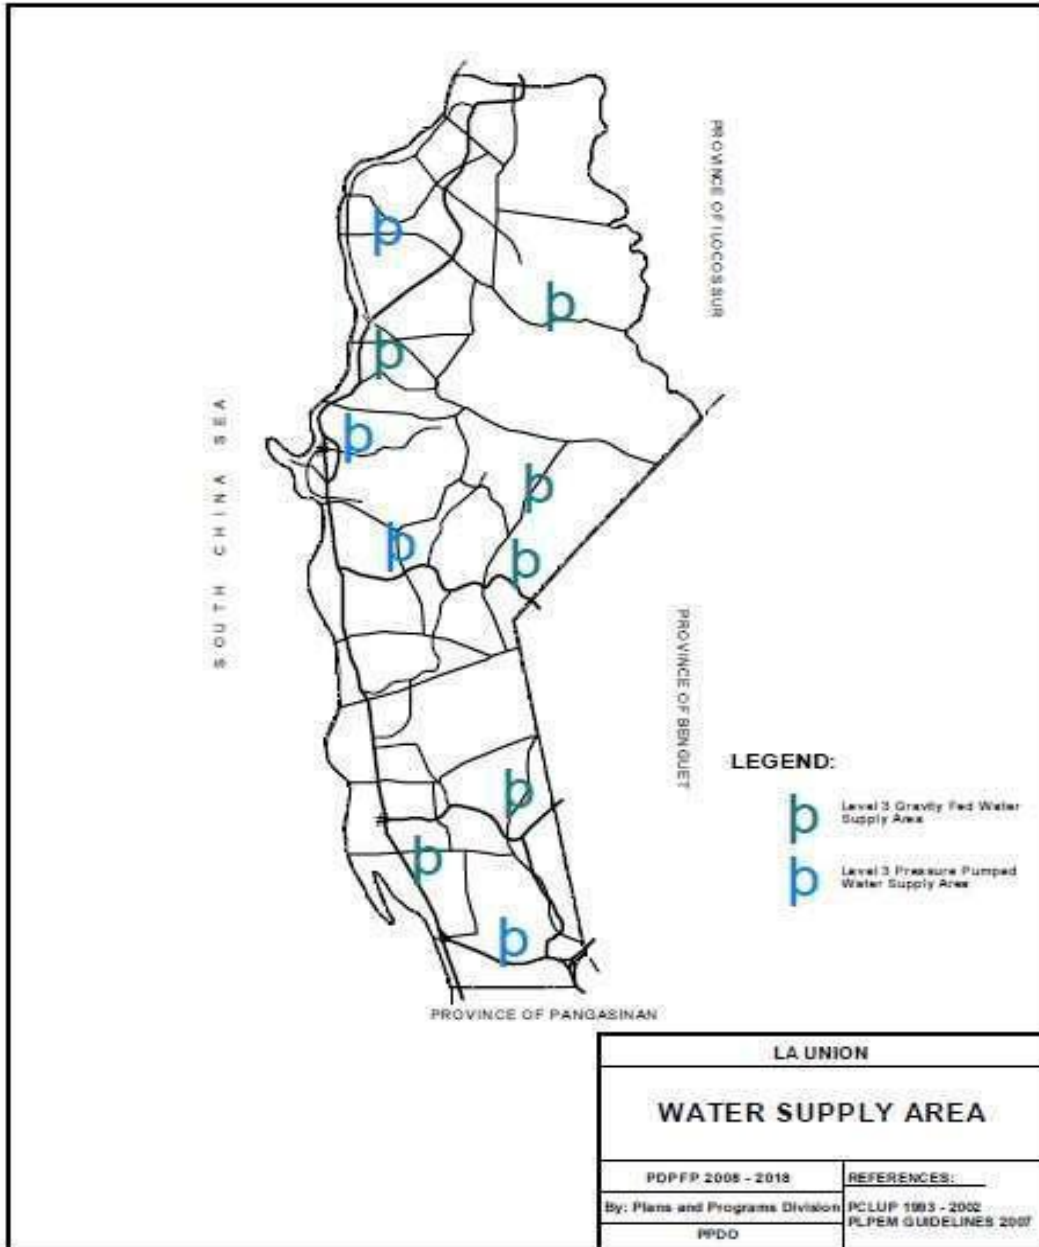 PROVINCE OF ILOCOS SUR
SOUTH CHINA SEA
PROVINCE OF BENGUET
LEGEND:
þ Level 3 Gravity Fed Water
Supply Area
þ Level 3 Pressure Pumped
Water Supply Area
PROVINCE OF PANGASINAN
LA UNION
WATER SUPPLY AREA
PDPFP 2008 - 2018
REFERENCES:
By: Plans and Programs Division
PCLUP 1993 - 2002
PLPEM GUIDELINES 2007
PPDO